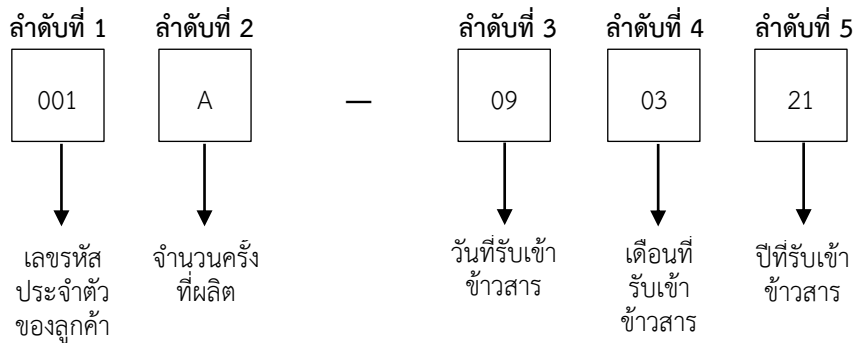 ลำดับที่ 1 ลำดับที่ 2 ลำดับที่ 3 ลำดับที่ 4 ลำดับที่ 5
001 A – 09 03 21
เลขรหัส จำนวนครั้ง วันที่รับเข้า เดือนที่ ปีที่รับเข้า
ประจำตัว ที่ผลิต ข้าวสาร รับเข้า ข้าวสาร
ของลูกค้า ข้าวสาร